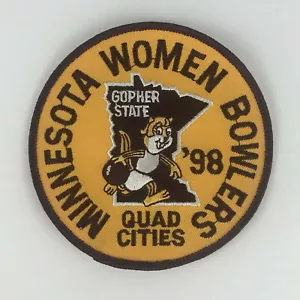 MINNESOTA WOMEN BOWLERS
GOPHER
STATE
'98
QUAD
CITIES